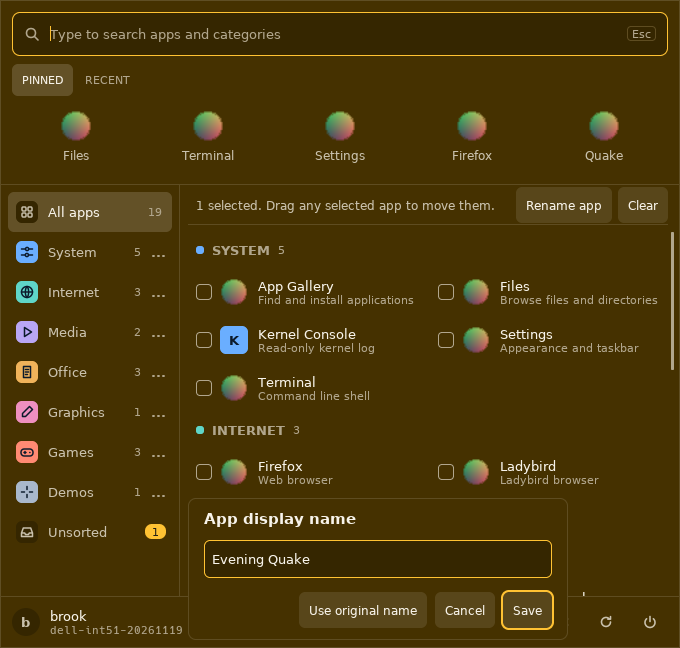 Type to search apps and categories Esc
PINNED RECENT
Files Terminal Settings Firefox Quake
All apps 19
System 5 ...
Internet 3 ...
Media 2 ...
Office 3 ...
Graphics 1 ...
Games 3 ...
Demos 1 ...
Unsorted 1
1 selected. Drag any selected app to move them. Rename app Clear
SYSTEM 5
App Gallery
Find and install applications
Files
Browse files and directories
K
Kernel Console
Read-only kernel log
Settings
Appearance and taskbar
Terminal
Command line shell
INTERNET 3
Firefox
Web browser
Ladybird
Ladybird browser
App display name
Evening Quake
Use original name Cancel Save
b
brook
dell-int51-20261119